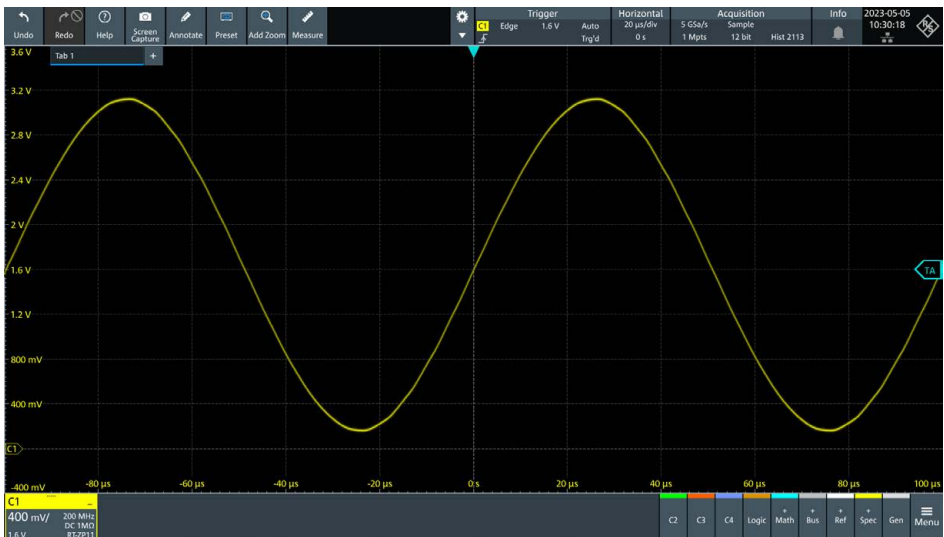 Undo
Redo
Help
Screen Capture
Annotate
Preset
Add Zoom
Measure
Trigger
C1 Edge 1.6 V Auto
Trg'd
Horizontal
20 µs/div
0 s
Acquisition
5 GSa/s Sample
1 Mpts 12 bit Hist 2113
Info
2023-05-05
10:30:18
R&S
Tab 1 +
3.6 V
3.2 V
2.8 V
2.4 V
2 V
1.6 V
TA
1.2 V
800 mV
400 mV
C1
-400 mV
-80 µs -60 µs -40 µs -20 µs 0 s 20 µs 40 µs 60 µs 80 µs 100 µs
C1
400 mV/ 200 MHz
DC 1MΩ
1.6 V RT-ZP11
C2 C3 C4 Logic + Math + Bus + Ref + Spec Gen Menu